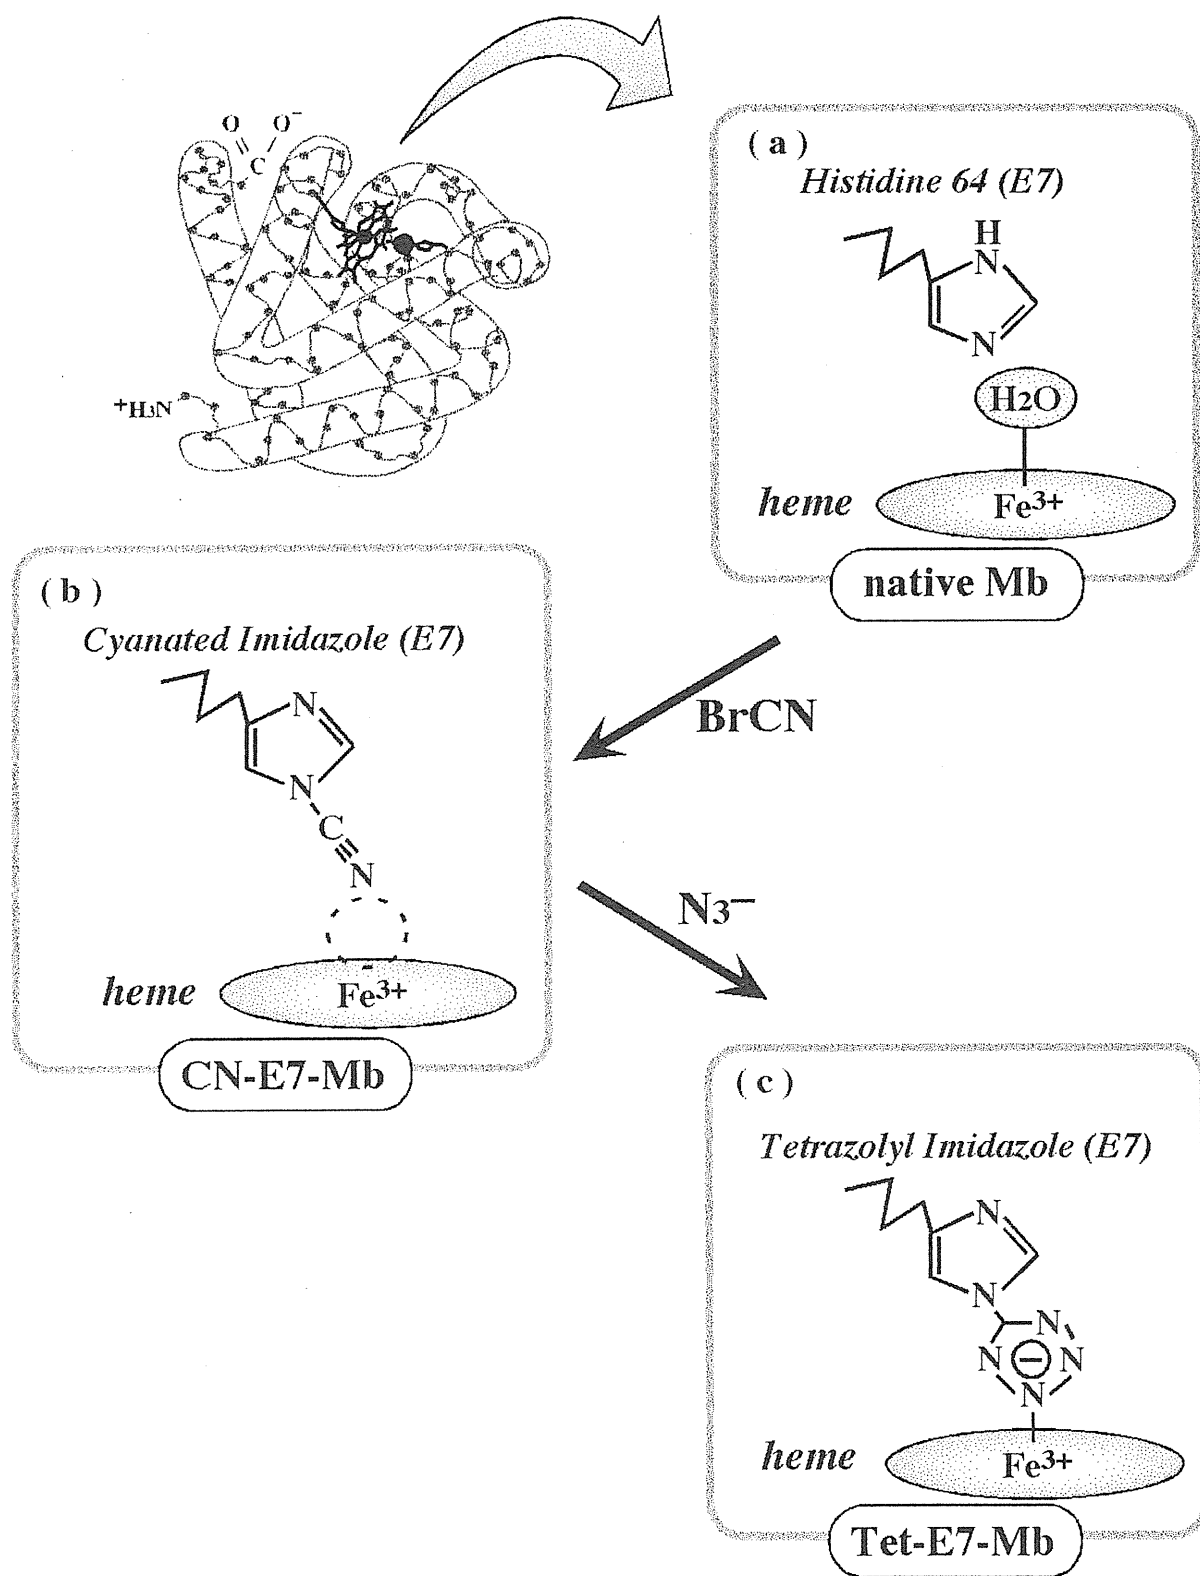 O O⁻
C
⁺H₃N
( a )
Histidine 64 (E7)
H
N
N
H₂O
heme Fe³⁺
native Mb
( b )
Cyanated Imidazole (E7)
N
N
C
N
heme Fe³⁺
CN-E7-Mb
BrCN
N₃⁻
( c )
Tetrazolyl Imidazole (E7)
N
N
N
N N
N
heme Fe³⁺
Tet-E7-Mb